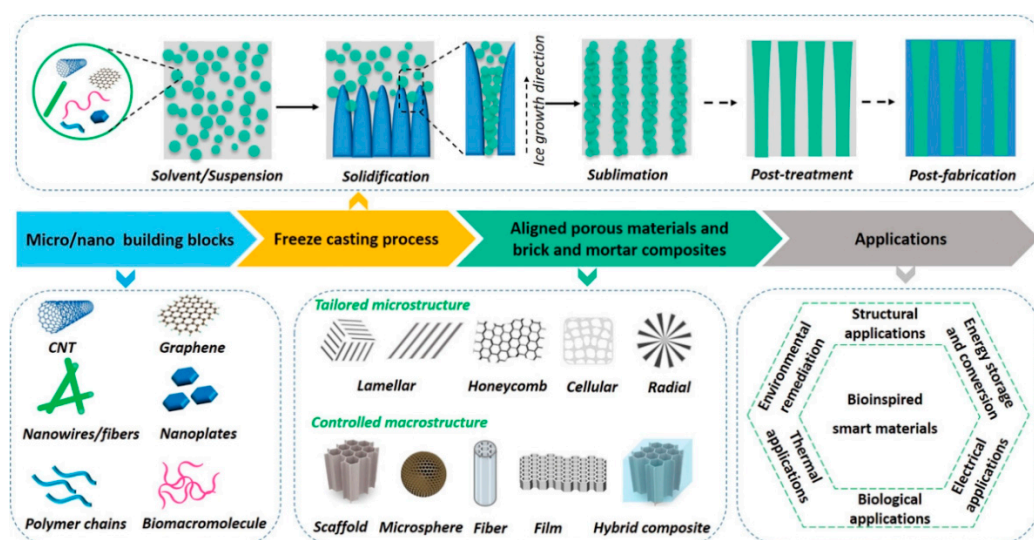 Ice growth direction
Solvent/Suspension
Solidification
Sublimation
Post-treatment
Post-fabrication
Micro/nano building blocks
Freeze casting process
Aligned porous materials and
brick and mortar composites
Applications
CNT
Graphene
Nanowires/fibers
Nanoplates
Polymer chains
Biomacromolecule
Tailored microstructure
Lamellar
Honeycomb
Cellular
Radial
Controlled macrostructure
Scaffold
Microsphere
Fiber
Film
Hybrid composite
Structural
applications
Energy storage
and conversion
Electrical
applications
Biological
applications
Thermal
applications
Environmental
remediation
Bioinspired
smart materials